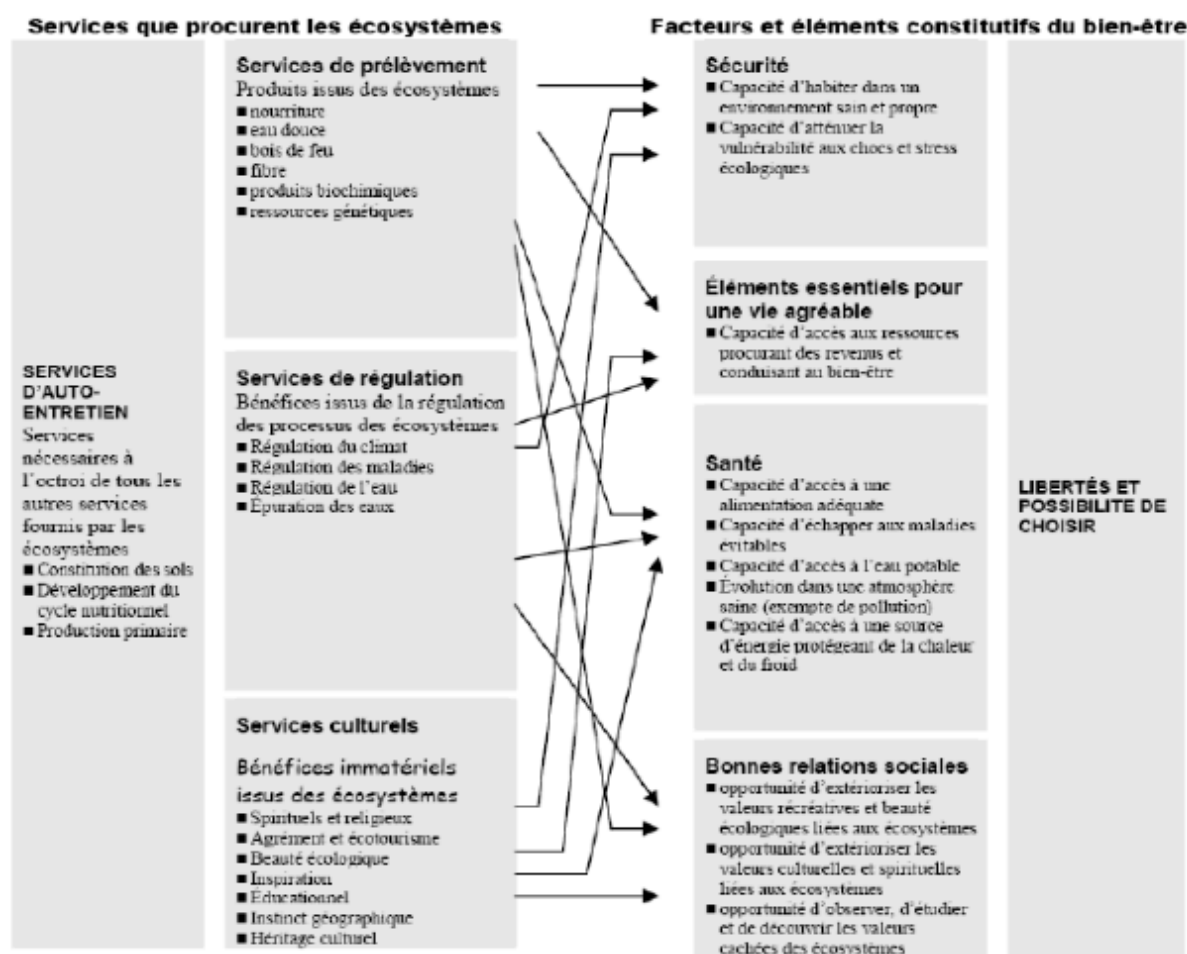 Services que procurent les écosystèmes
Facteurs et éléments constitutifs du bien-être
SERVICES
D'AUTO-
ENTRETIEN
Services
nécessaires à
l'octroi de tous les
autres services
fournis par les
écosystèmes
■ Constitution des sols
■ Développement du
cycle nutritionnel
■ Production primaire
Services de prélèvement
Produits issus des écosystèmes
■ nourriture
■ eau douce
■ bois de feu
■ fibre
■ produits biochimiques
■ ressources génétiques
Services de régulation
Bénéfices issus de la régulation
des processus des écosystèmes
■ Régulation du climat
■ Régulation des maladies
■ Régulation de l'eau
■ Épuration des eaux
Services culturels
Bénéfices immatériels
issus des écosystèmes
■ Spirituels et religieux
■ Agrément et écotourisme
■ Beauté écologique
■ Inspiration
■ Éducationnel
■ Instinct géographique
■ Héritage culturel
Sécurité
■ Capacité d'habiter dans un
environnement sain et propre
■ Capacité d'atténuer la
vulnérabilité aux chocs et stress
écologiques
Éléments essentiels pour
une vie agréable
■ Capacité d'accès aux ressources
procurant des revenus et
conduisant au bien-être
Santé
■ Capacité d'accès à une
alimentation adéquate
■ Capacité d'échapper aux maladies
évitables
■ Capacité d'accès à l'eau potable
■ Évolution dans une atmosphère
saine (exempte de pollution)
■ Capacité d'accès à une source
d'énergie protégeant de la chaleur
et du froid
Bonnes relations sociales
■ opportunité d'extérioriser les
valeurs récréatives et beauté
écologiques liées aux écosystèmes
■ opportunité d'extérioriser les
valeurs culturelles et spirituelles
liées aux écosystèmes
■ opportunité d'observer, d'étudier
et de découvrir les valeurs
cachées des écosystèmes
LIBERTÉS ET
POSSIBILITE DE
CHOISIR